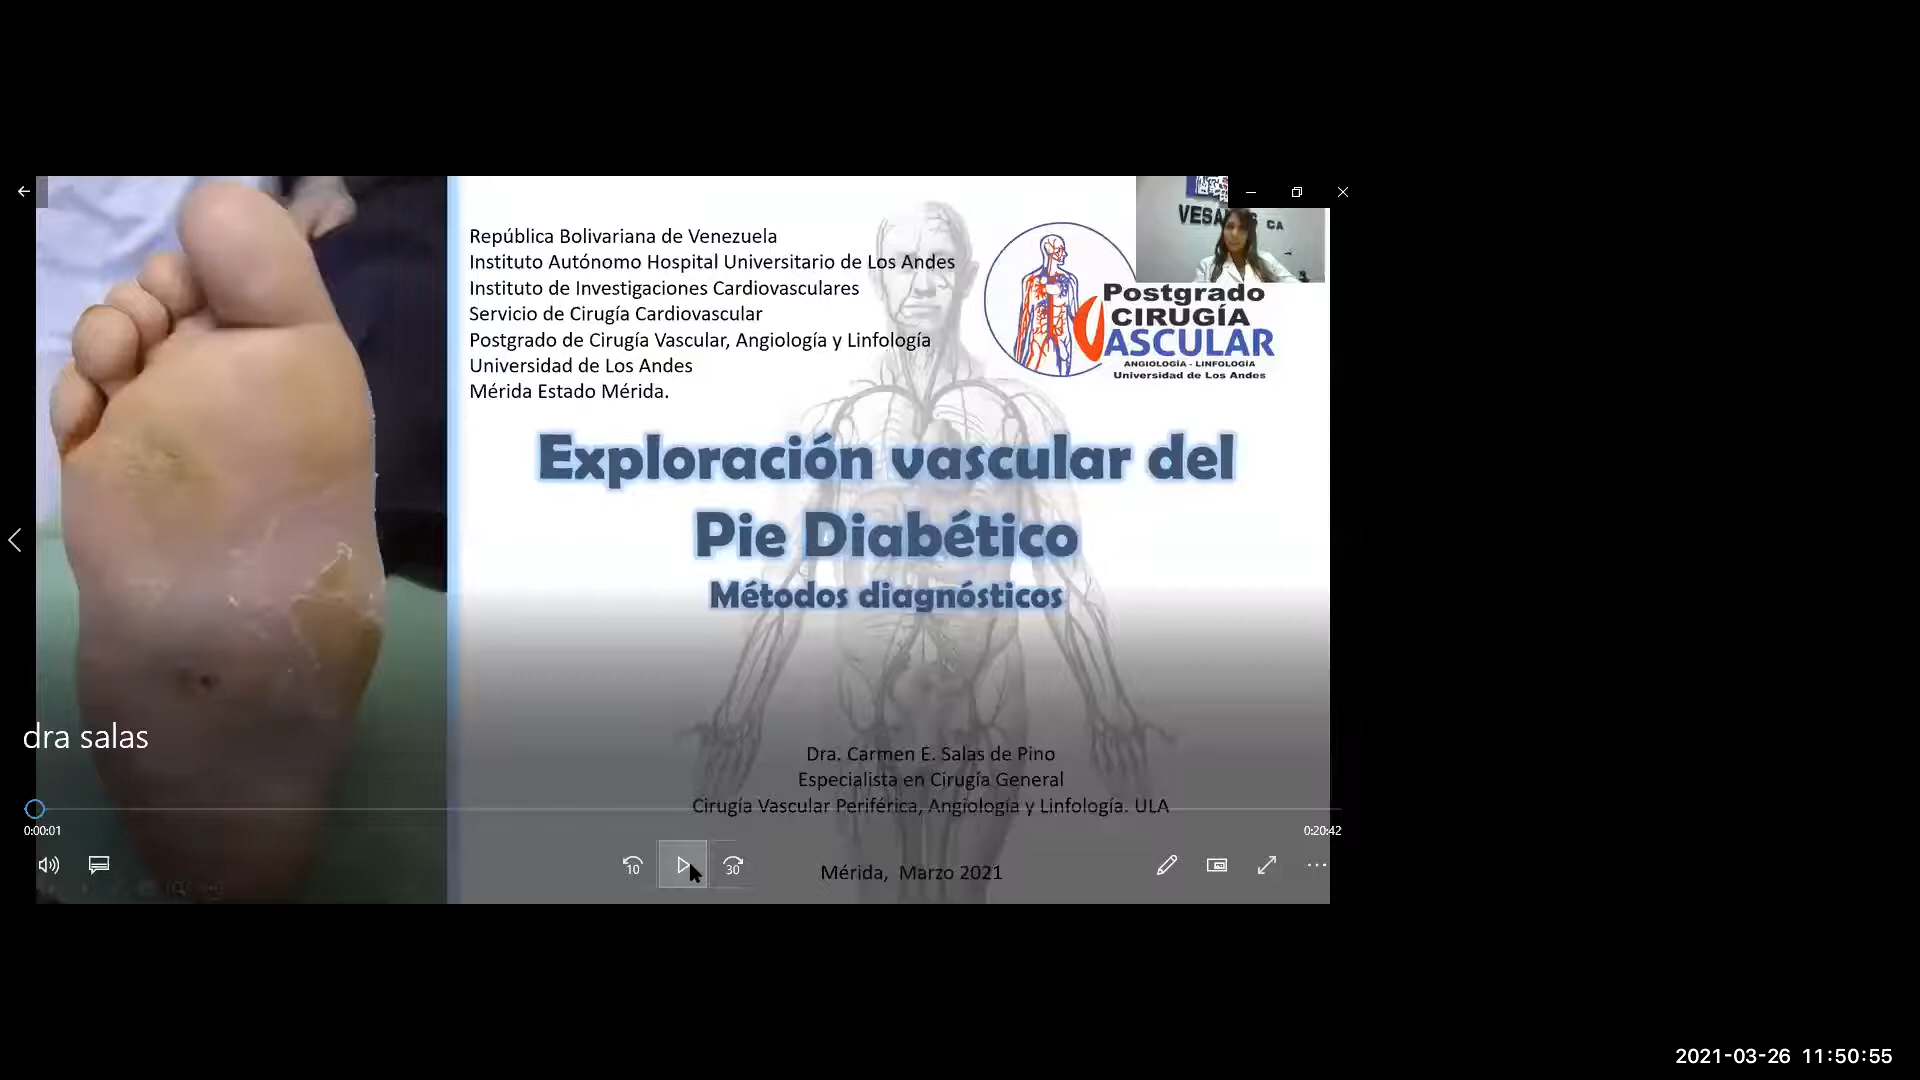 República Bolivariana de Venezuela
Instituto Autónomo Hospital Universitario de Los Andes
Instituto de Investigaciones Cardiovasculares
Servicio de Cirugía Cardiovascular
Postgrado de Cirugía Vascular, Angiología y Linfología
Universidad de Los Andes
Mérida Estado Mérida.
CA
Postgrado
CIRUGÍA
VASCULAR
ANGIOLOGÍA - LINFOLOGÍA
Universidad de Los Andes
Exploración vascular del
Pie Diabético
Métodos diagnósticos
dra salas
Dra. Carmen E. Salas de Pino
Especialista en Cirugía General
Cirugía Vascular Periférica, Angiología y Linfología. ULA
0:00:01
0:20:42
10
30
Mérida, Marzo 2021
2021-03-26 11:50:55